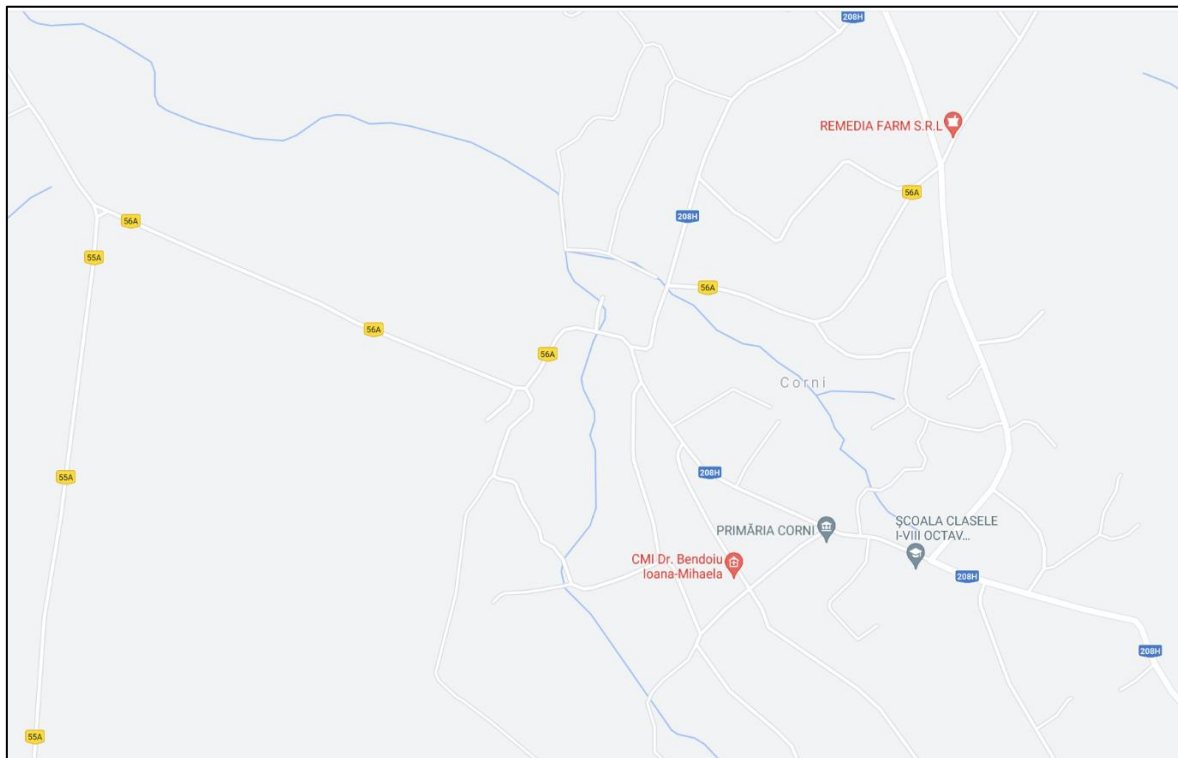 208H
REMEDIA FARM S.R.L
56A
56A
208H
55A
56A
56A
56A
Corni
208H
55A
ȘCOALA CLASELE
I-VIII OCTAV...
PRIMĂRIA CORNI
CMI Dr. Bendoiu
Ioana-Mihaela
208H
208H
55A